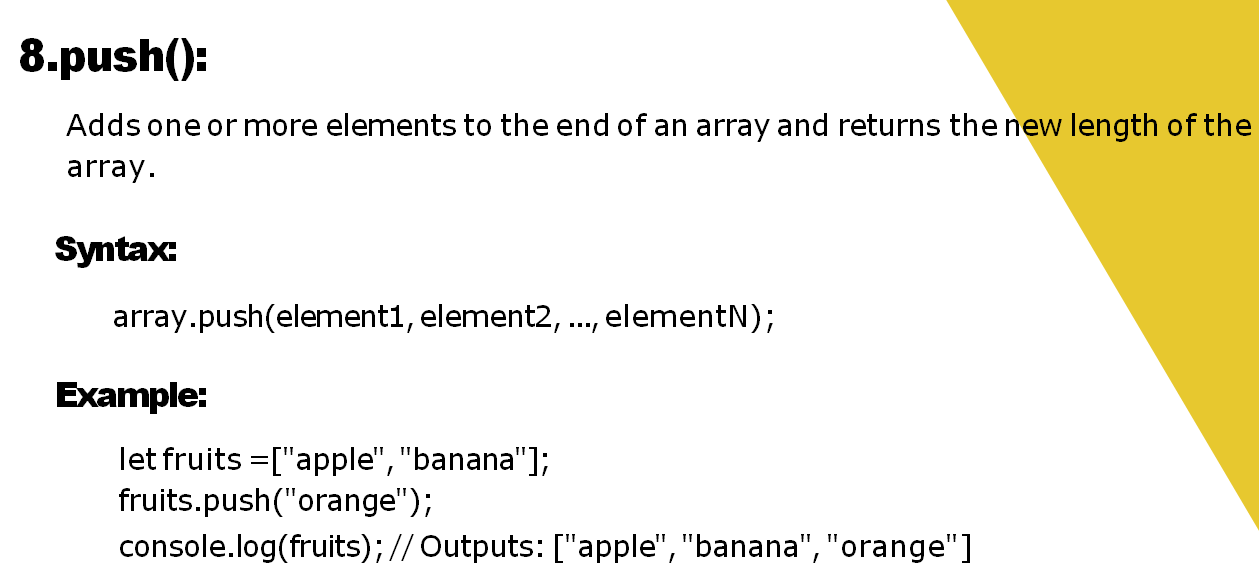 8.push():
Adds one or more elements to the end of an array and returns the new length of the
array.
Syntax:
array.push(element1, element2, ..., elementN);
Example:
let fruits =["apple", "banana"];
fruits.push("orange");
console.log(fruits); // Outputs: ["apple", "banana", "orange"]